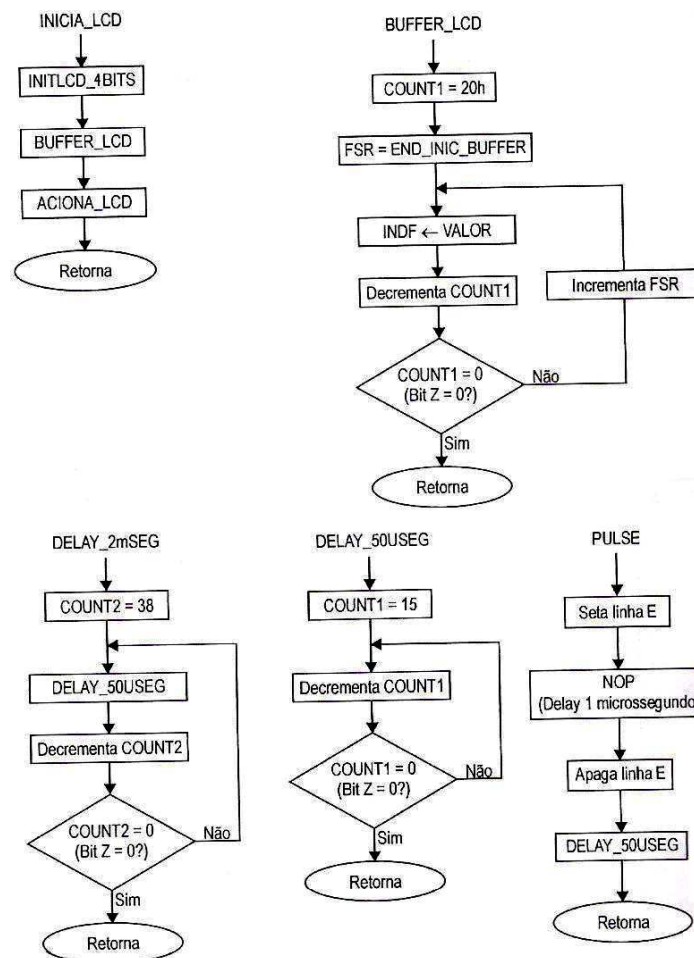 INICIA_LCD
INITLCD_4BITS
BUFFER_LCD
ACIONA_LCD
Retorna
BUFFER_LCD
COUNT1 = 20h
FSR = END_INIC_BUFFER
INDF ← VALOR
Decrementa COUNT1
Incrementa FSR
COUNT1 = 0
(Bit Z = 0?)
Não
Sim
Retorna
DELAY_2mSEG
COUNT2 = 38
DELAY_50USEG
Decrementa COUNT2
COUNT2 = 0
(Bit Z = 0?)
Não
Sim
Retorna
DELAY_50USEG
COUNT1 = 15
Decrementa COUNT1
COUNT1 = 0
(Bit Z = 0?)
Não
Sim
Retorna
PULSE
Seta linha E
NOP
(Delay 1 microssegundo
Apaga linha E
DELAY_50USEG
Retorna